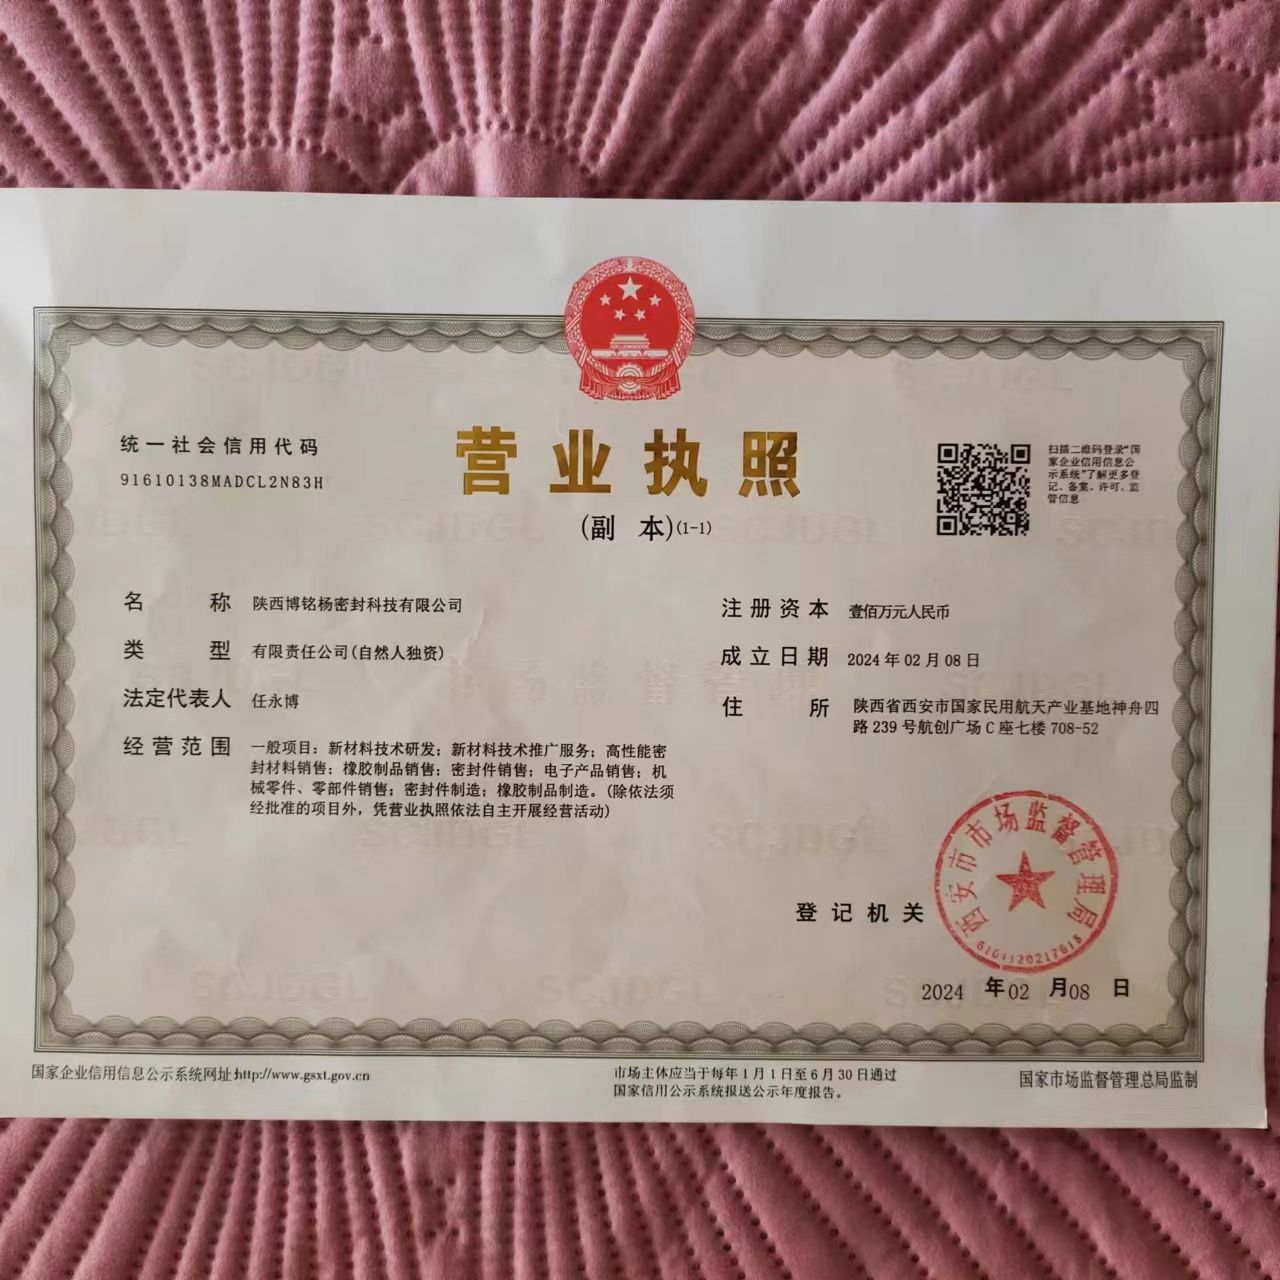 统一社会信用代码
91610138MADCL2N83H
营业执照
(副 本)(1-1)
扫描二维码登录“国
家企业信用信息公
示系统”了解更多登
记、备案、许可、监
管信息
名 称 陕西博铭杨密封科技有限公司
类 型 有限责任公司(自然人独资)
法定代表人 任永博
经营范围 一般项目：新材料技术研发；新材料技术推广服务；高性能密
封材料销售；橡胶制品销售；密封件销售；电子产品销售；机
械零件、零部件销售；密封件制造；橡胶制品制造。(除依法须
经批准的项目外，凭营业执照依法自主开展经营活动)
注册资本 壹佰万元人民币
成立日期 2024年02月08日
住 所 陕西省西安市国家民用航天产业基地神舟四
路239号航创广场C座七楼708-52
登记机关
西安市市场监督管理局
6101120217615
2024 年02 月08 日
国家企业信用信息公示系统网址:http://www.gsxt.gov.cn
市场主体应当于每年1月1日至6月30日通过
国家信用公示系统报送公示年度报告。
国家市场监督管理总局监制
SCJDGL